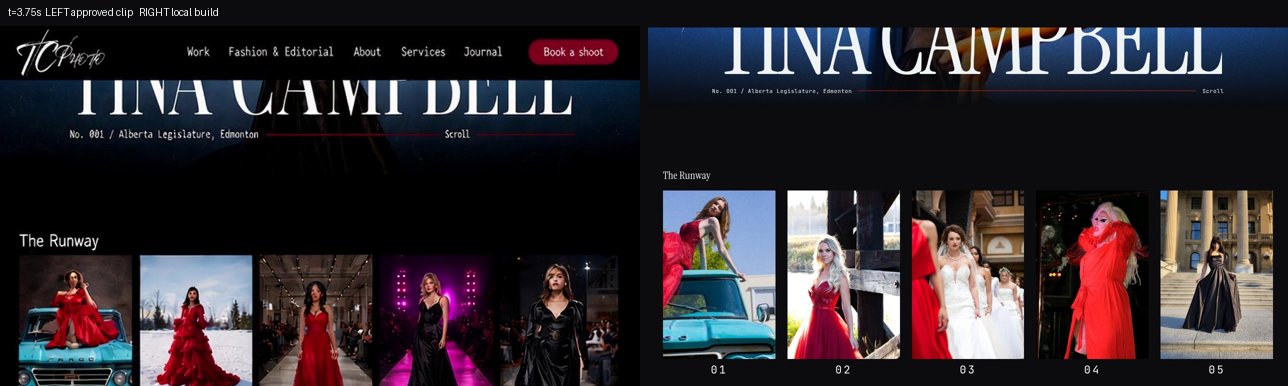 t=3.75s LEFT approved clip RIGHT local build
TCPHOTO
Work Fashion & Editorial About Services Journal Book a shoot
TINA CAMPBELL
No. 001 / Alberta Legislature, Edmonton Scroll
The Runway
TINA CAMPBELL
No. 001 / Alberta Legislature, Edmonton Scroll
The Runway
01 02 03 04 05